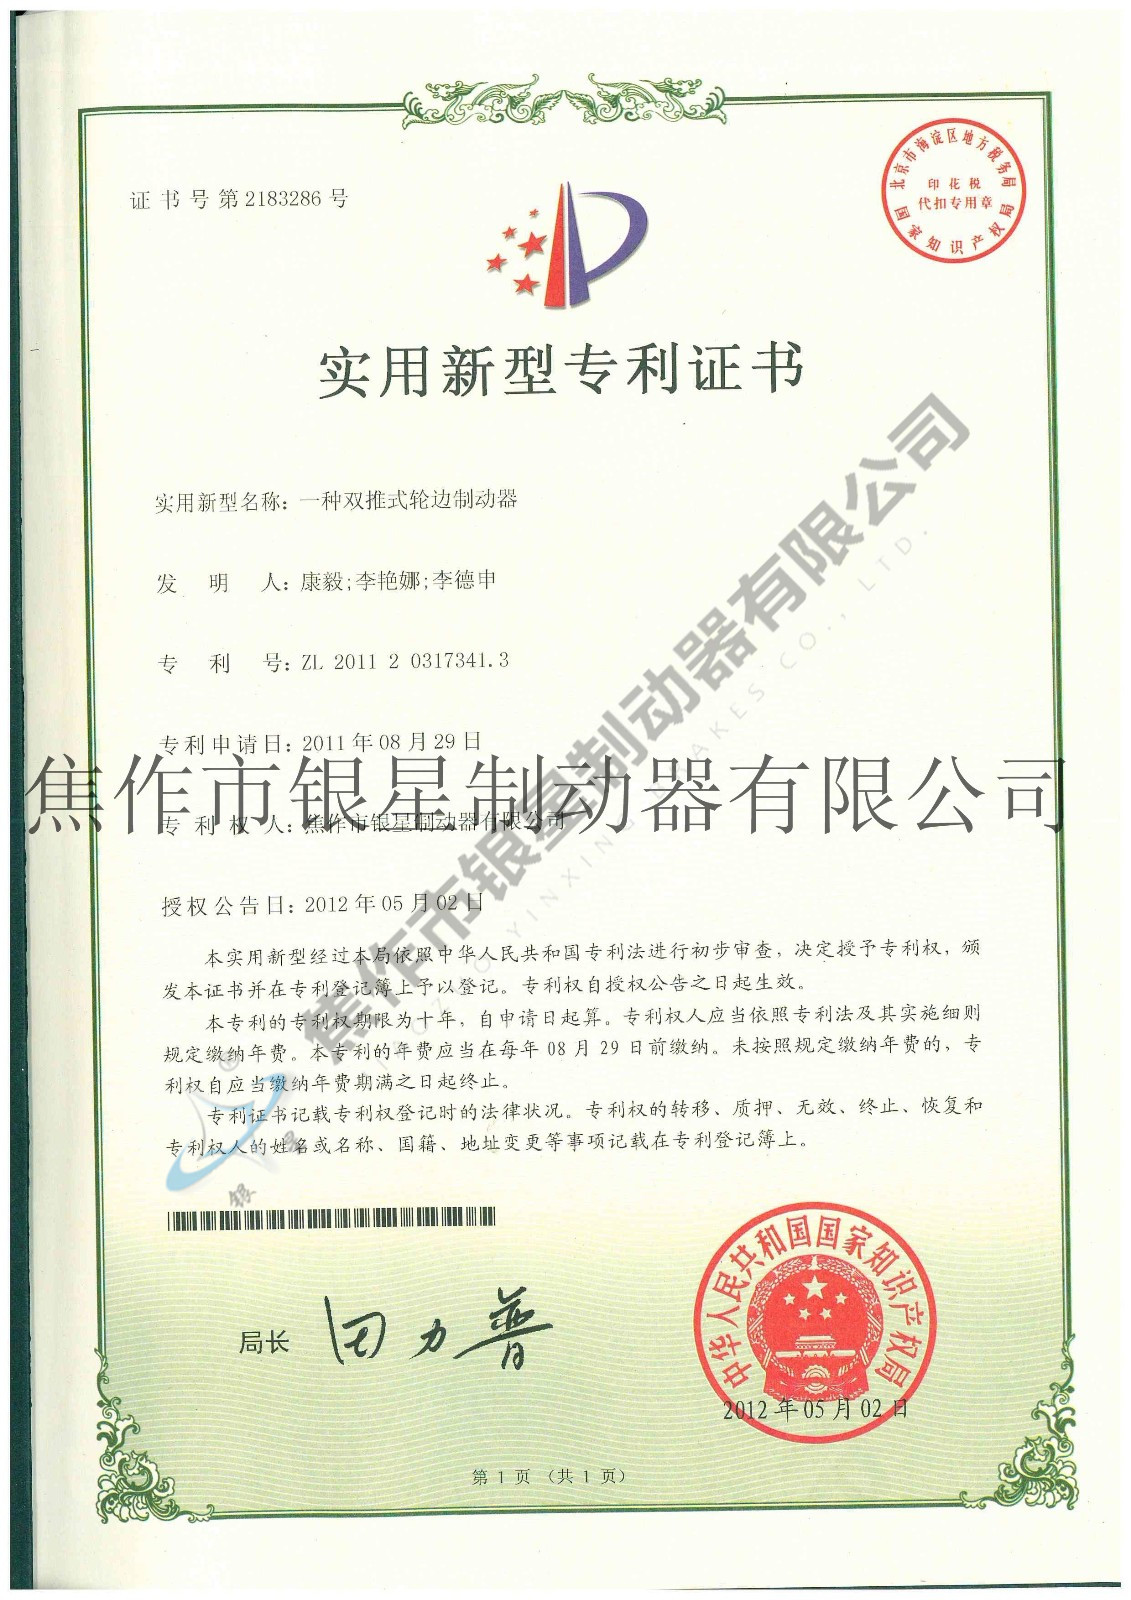 北京市海淀区地方税务局
印花税
代扣专用章
国家知识产权局
证书号第2183286号
实用新型专利证书
实用新型名称：一种双推式轮边制动器
发明人：康毅;李艳娜;李德申
专利号：ZL 2011 2 0317341.3
专利申请日：2011年08月29日
焦作市银星制动器有限公司
专利权人：焦作市银星制动器有限公司
授权公告日：2012年05月02日
焦作市银星制动器有限公司
JIAOZUO YINXING BRAKES CO., LTD.
本实用新型经过本局依照中华人民共和国专利法进行初步审查，决定授予专利权，颁
发本证书并在专利登记簿上予以登记。专利权自授权公告之日起生效。
本专利的专利权期限为十年，自申请日起算。专利权人应当依照专利法及其实施细则
规定缴纳年费。本专利的年费应当在每年08月29日前缴纳。未按照规定缴纳年费的，专
利权自应当缴纳年费期满之日起终止。
专利证书记载专利权登记时的法律状况。专利权的转移、质押、无效、终止、恢复和
专利权人的姓名或名称、国籍、地址变更等事项记载在专利登记簿上。
®
银星
局长
田力普
中华人民共和国国家知识产权局
2012年05月02日
第1页（共1页）